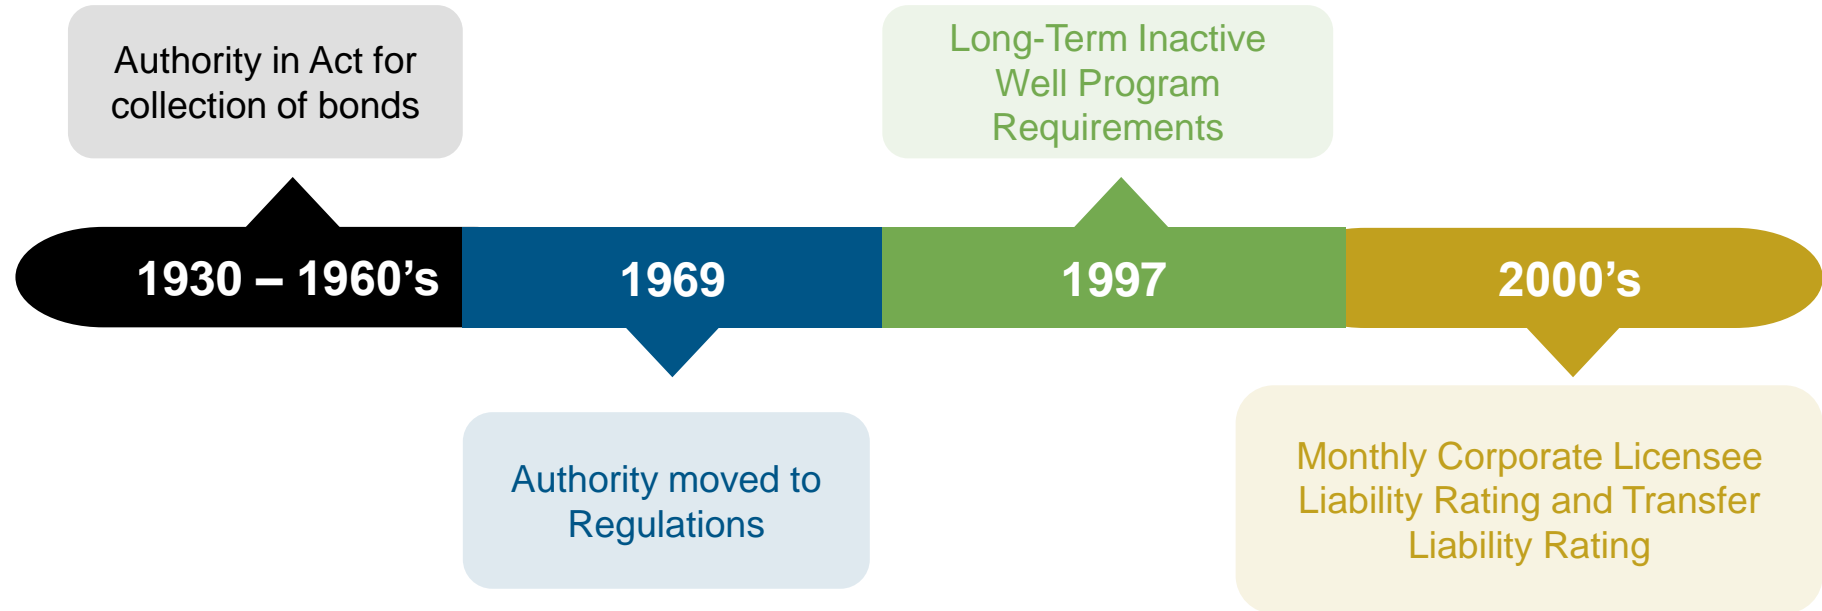 Authority in Act for
collection of bonds
Long-Term Inactive
Well Program
Requirements
1930 – 1960’s
1969
1997
2000’s
Authority moved to
Regulations
Monthly Corporate Licensee
Liability Rating and Transfer
Liability Rating